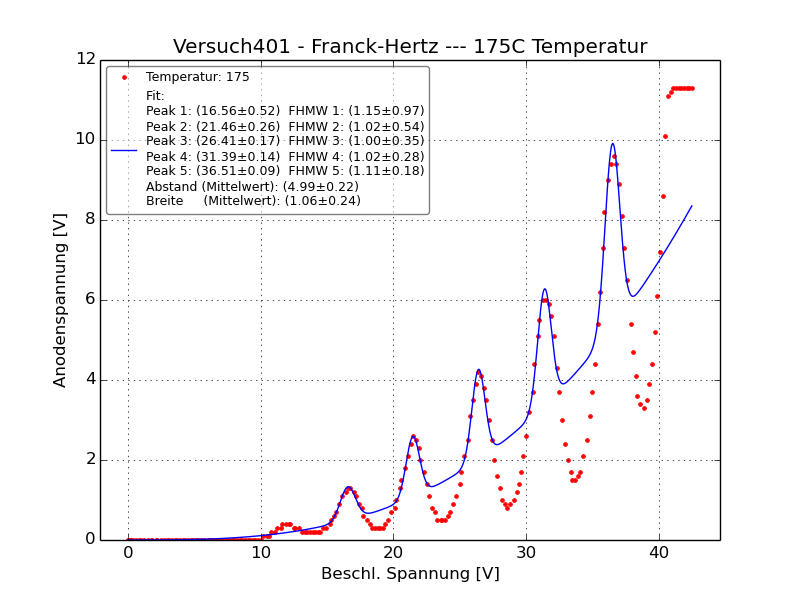 Versuch401 - Franck-Hertz --- 175C Temperatur
Temperatur: 175
Fit:
Peak 1: (16.56±0.52)  FHMW 1: (1.15±0.97)
Peak 2: (21.46±0.26)  FHMW 2: (1.02±0.54)
Peak 3: (26.41±0.17)  FHMW 3: (1.00±0.35)
Peak 4: (31.39±0.14)  FHMW 4: (1.02±0.28)
Peak 5: (36.51±0.09)  FHMW 5: (1.11±0.18)
Abstand (Mittelwert): (4.99±0.22)
Breite     (Mittelwert): (1.06±0.24)
12
10
8
6
4
2
0
Anodenspannung [V]
0 10 20 30 40
Beschl. Spannung [V]